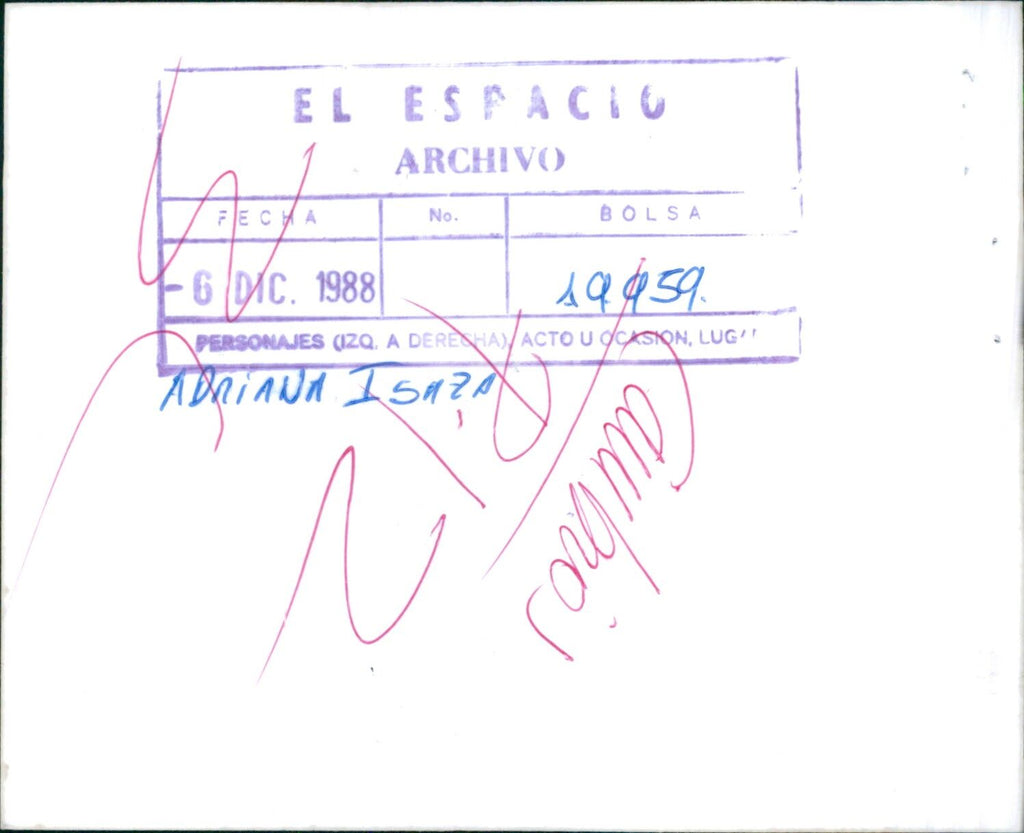 EL ESPACIO
ARCHIVO
FECHA No. BOLSA
-6 DIC. 1988 19959.
PERSONAJES (IZQ. A DERECHA), ACTO U OCASION, LUG
ADRIANA ISAZA